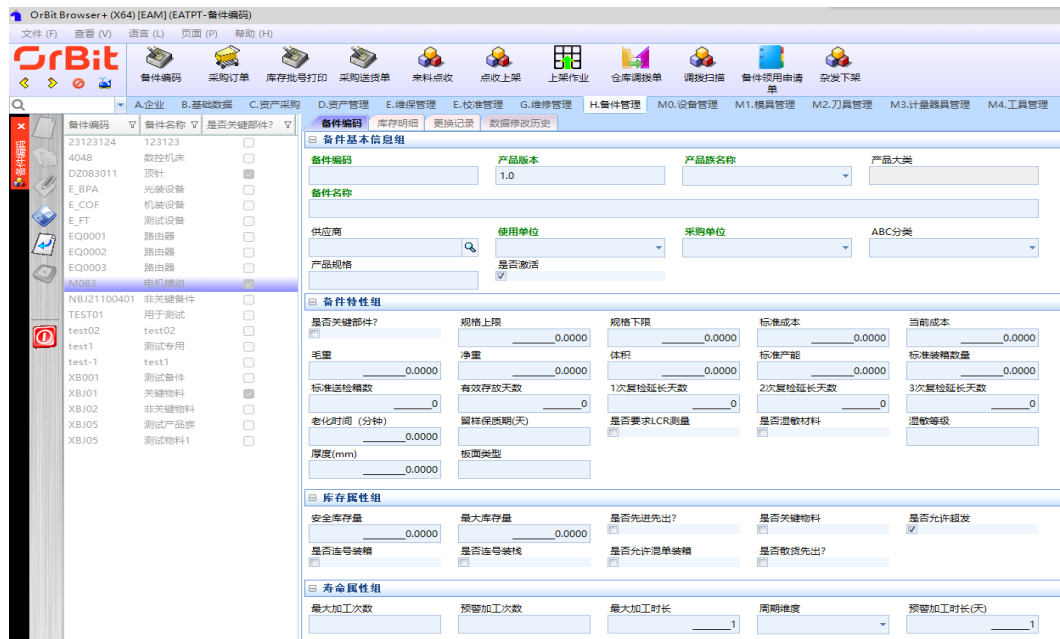 OrBit Browser+ (X64) [EAM] (EATPT-备件编码)
文件 (F) 查看 (V) 语言 (L) 页面 (P) 帮助 (H)
OrBit
备件编码 采购订单 库存批号打印 采购送货单 来料点收 点收上架 上架作业 仓库调拨单 调拨扫描 备件领用申请单 杂发下架
A.企业 B.基础数据 C.资产采购 D.资产管理 E.维保管理 E.校准管理 G.维修管理 H.备件管理 M0.设备管理 M1.模具管理 M2.刀具管理 M3.计量器具管理 M4.工具管理
备件编码
备件编码 备件名称 是否关键部件?
23123124 123123
4048 数控机床
DZ083011 顶针
E_BPA 光装设备
E_COF 机装设备
E_FT 测试设备
EQ0001 路由器
EQ0002 路由器
EQ0003 路由器
M083 电机模组
NBJ21100401 非关键备件
TEST01 用于测试
test02 test02
test1 测试专用
test-1 test1
XB001 测试备件
XBJ01 关键物料
XBJ02 非关键物料
XBJ05 测试产品族
XBJ05 测试物料1
备件编码 库存明细 更换记录 数据修改历史
备件基本信息组
备件编码 产品版本 产品族名称 产品大类
1.0
备件名称
供应商 使用单位 采购单位 ABC分类
产品规格 是否激活
备件特性组
是否关键部件? 规格上限 规格下限 标准成本 当前成本
0.0000 0.0000 0.0000 0.0000
毛重 净重 体积 标准产能 标准装箱数量
0.0000 0.0000 0.0000 0.0000 0.0000
标准送检箱数 有效存放天数 1次复检延长天数 2次复检延长天数 3次复检延长天数
0 0 0 0 0
老化时间 (分钟) 留样保质期(天) 是否要求LCR测量 是否湿敏材料 湿敏等级
0.0000
厚度(mm) 板面类型
0.0000
库存属性组
安全库存量 最大库存量 是否先进先出? 是否关键物料 是否允许超发
0.0000 0.0000
是否连号装箱 是否连号装栈 是否允许混单装箱 是否散货先出?
寿命属性组
最大加工次数 预警加工次数 最大加工时长 周期维度 预警加工时长(天)
1 1